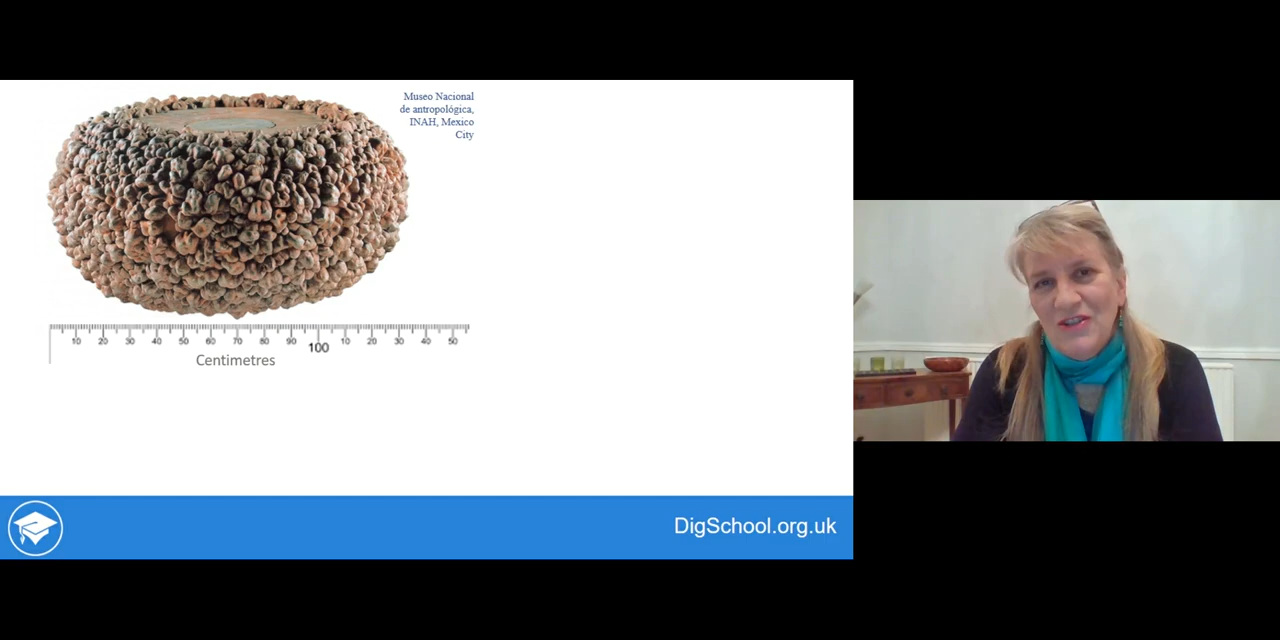 Museo Nacional
de antropológica,
INAH, Mexico
City
10 20 30 40 50 60 70 80 90 100 10 20 30 40 50
Centimetres
DigSchool.org.uk